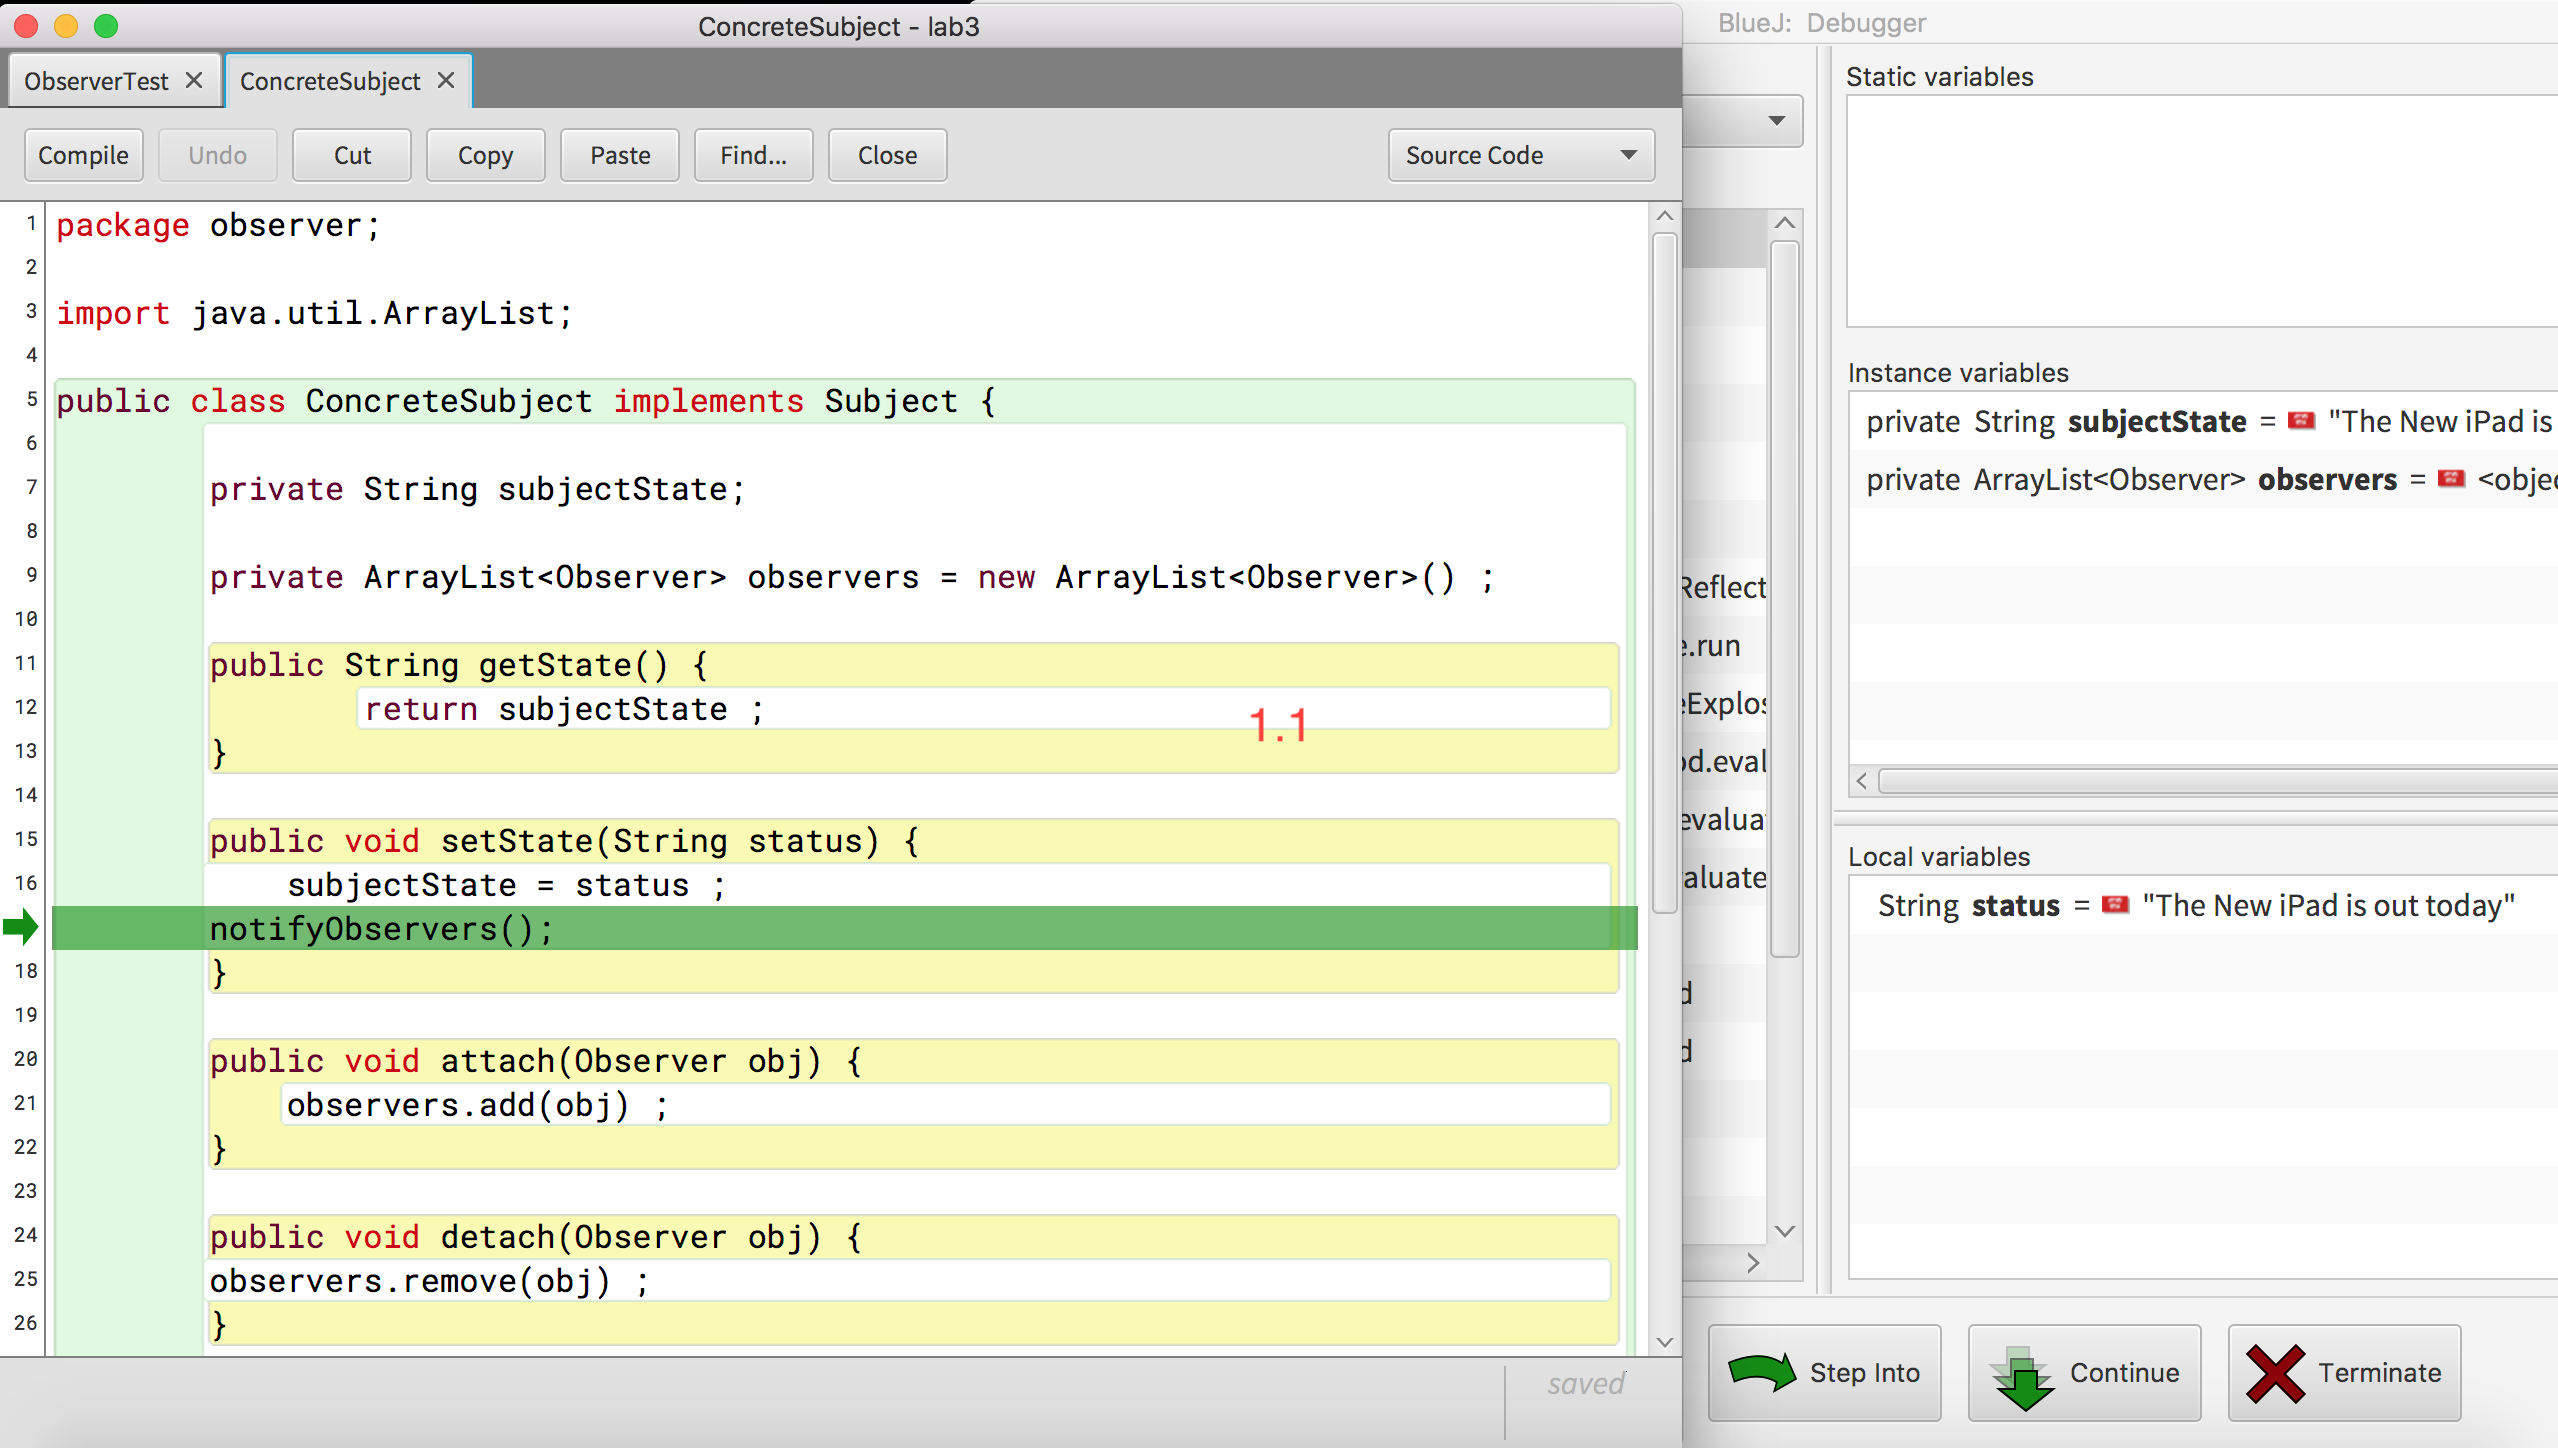 ConcreteSubject - lab3
ObserverTest
ConcreteSubject
Compile
Undo
Cut
Copy
Paste
Find...
Close
Source Code
1 package observer;
2
3 import java.util.ArrayList;
4
5 public class ConcreteSubject implements Subject {
6
7 private String subjectState;
8
9 private ArrayList<Observer> observers = new ArrayList<Observer>() ;
10
11 public String getState() {
12 return subjectState ;
1.1
13 }
14
15 public void setState(String status) {
16 subjectState = status ;
notifyObservers();
18 }
19
20 public void attach(Observer obj) {
21 observers.add(obj) ;
22 }
23
24 public void detach(Observer obj) {
25 observers.remove(obj) ;
26 }
saved
BlueJ: Debugger
Reflect
e.run
eExplos
od.eval
evalua
aluate
d
d
Static variables
Instance variables
private String subjectState = "The New iPad is
private ArrayList<Observer> observers = <objec
Local variables
String status = "The New iPad is out today"
Step Into
Continue
Terminate